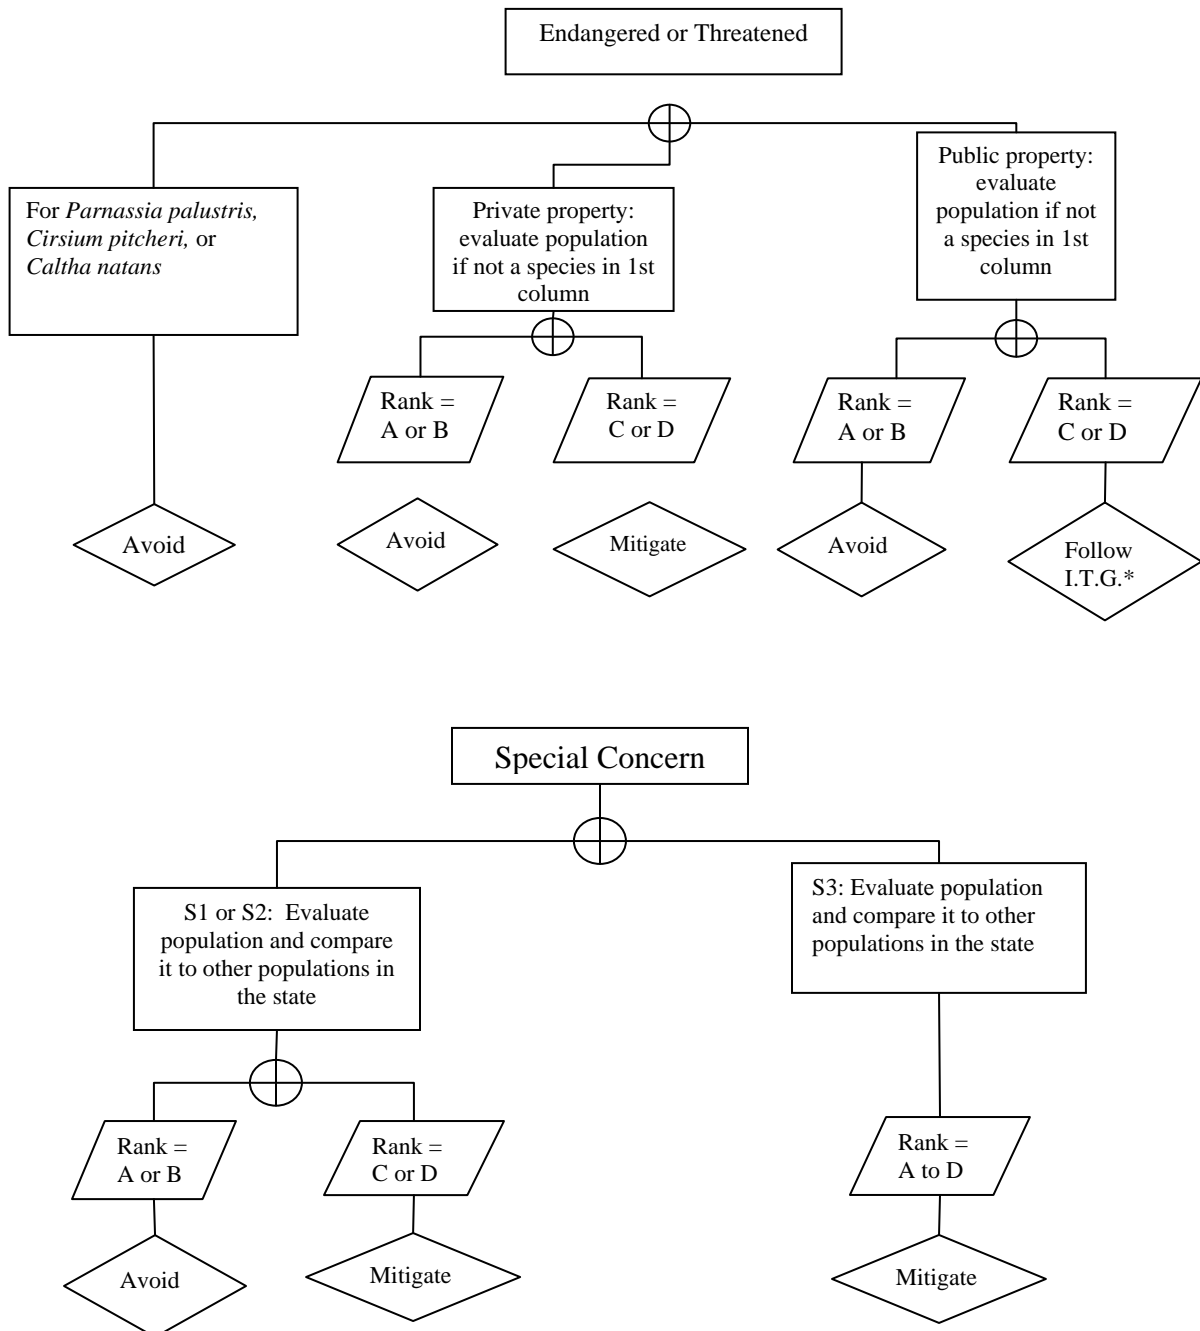 Endangered or Threatened
For Parnassia palustris,
Cirsium pitcheri, or
Caltha natans
Private property:
evaluate population
if not a species in 1st
column
Public property:
evaluate
population if not
a species in 1st
column
Rank =
A or B
Rank =
C or D
Rank =
A or B
Rank =
C or D
Avoid
Avoid
Mitigate
Avoid
Follow
I.T.G.*
Special Concern
S1 or S2: Evaluate
population and compare
it to other populations in
the state
S3: Evaluate population
and compare it to other
populations in the state
Rank =
A or B
Rank =
C or D
Rank =
A to D
Avoid
Mitigate
Mitigate